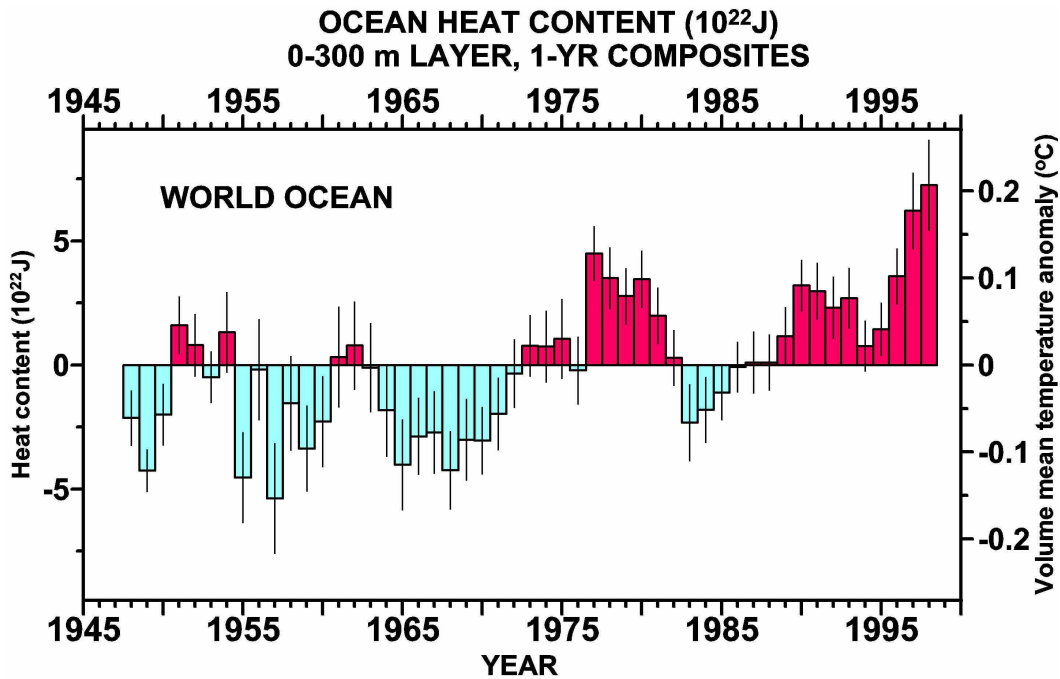 OCEAN HEAT CONTENT (10²²J)
0-300 m LAYER, 1-YR COMPOSITES
1945 1955 1965 1975 1985 1995
WORLD OCEAN
Heat content (10²²J)
5
0
-5
Volume mean temperature anomaly (ºC)
0.2
0.1
0
-0.1
-0.2
1945 1955 1965 1975 1985 1995
YEAR